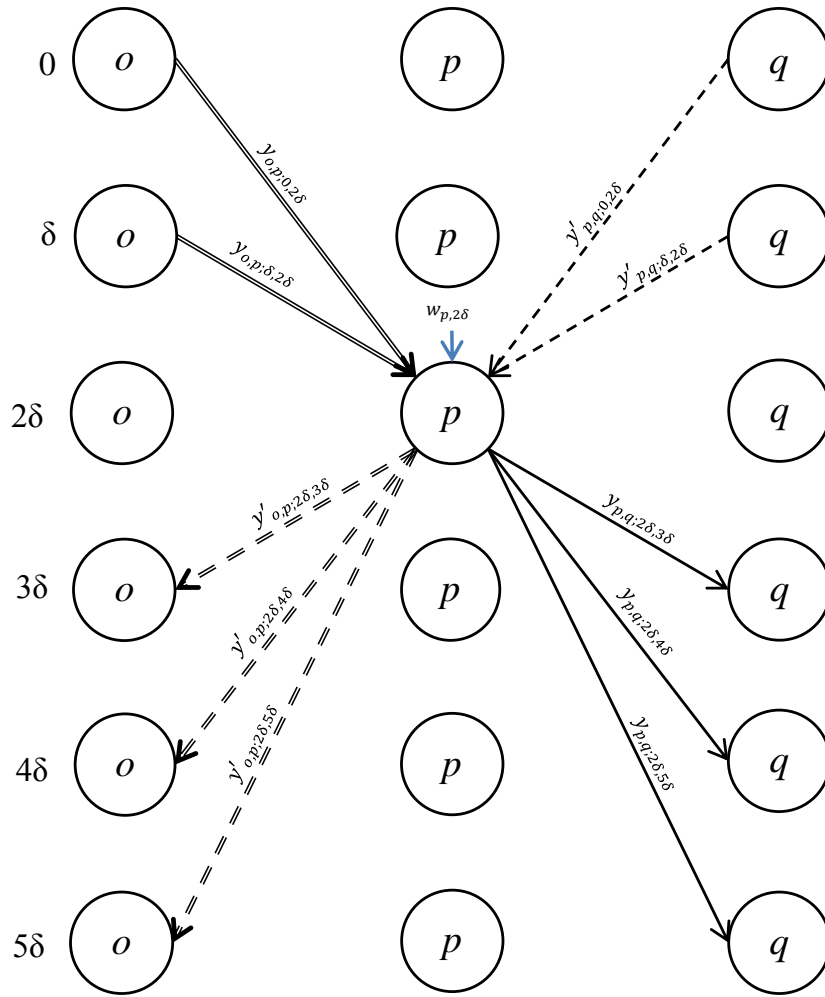 0 o p q
y_{o,p;0,2δ}
y'_{p,q;0,2δ}
δ o p q
y_{o,p;δ,2δ}
y'_{p,q;δ,2δ}
w_{p,2δ}
2δ o p q
y'_{o,p;2δ,3δ}
y_{p,q;2δ,3δ}
3δ o p q
y'_{o,p;2δ,4δ}
y_{p,q;2δ,4δ}
y'_{o,p;2δ,5δ}
y_{p,q;2δ,5δ}
4δ o p q
5δ o p q